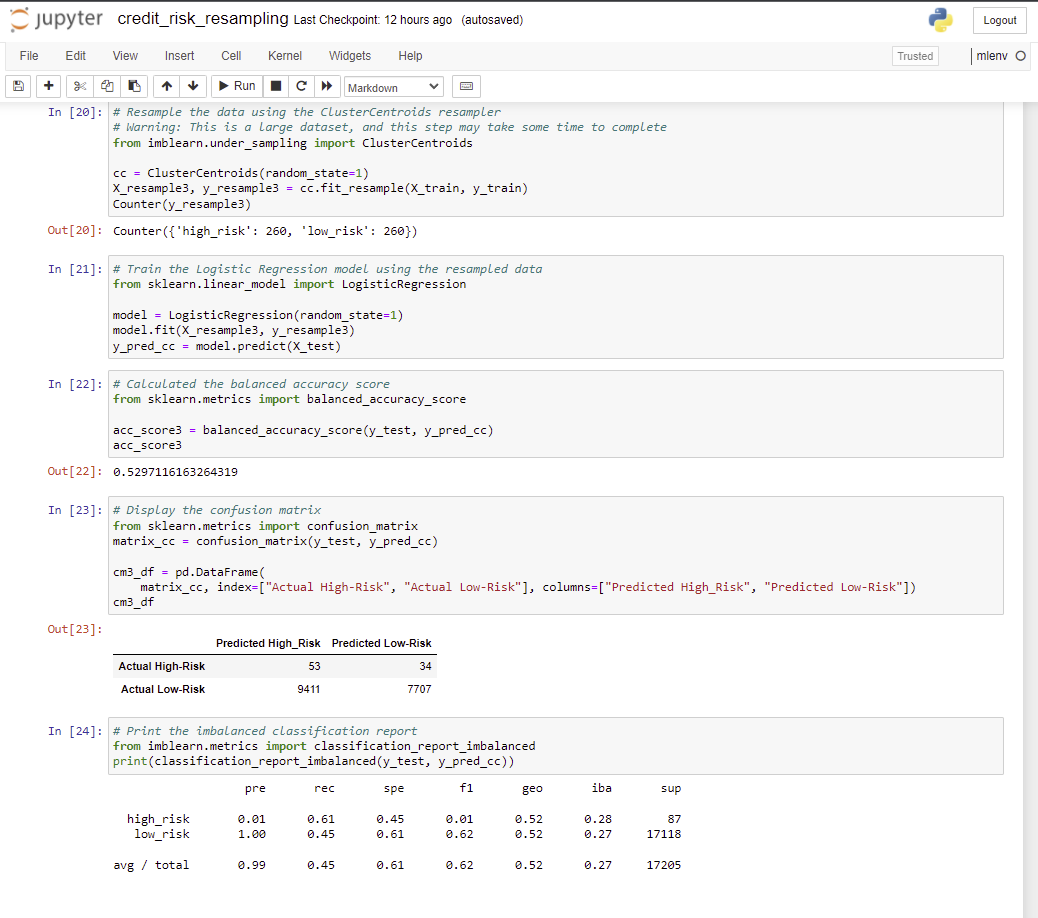 jupyter credit_risk_resampling Last Checkpoint: 12 hours ago (autosaved) Logout
File Edit View Insert Cell Kernel Widgets Help Trusted mlenv
Run Markdown
In [20]: # Resample the data using the ClusterCentroids resampler
# Warning: This is a large dataset, and this step may take some time to complete
from imblearn.under_sampling import ClusterCentroids
cc = ClusterCentroids(random_state=1)
X_resample3, y_resample3 = cc.fit_resample(X_train, y_train)
Counter(y_resample3)
Out[20]: Counter({'high_risk': 260, 'low_risk': 260})
In [21]: # Train the Logistic Regression model using the resampled data
from sklearn.linear_model import LogisticRegression
model = LogisticRegression(random_state=1)
model.fit(X_resample3, y_resample3)
y_pred_cc = model.predict(X_test)
In [22]: # Calculated the balanced accuracy score
from sklearn.metrics import balanced_accuracy_score
acc_score3 = balanced_accuracy_score(y_test, y_pred_cc)
acc_score3
Out[22]: 0.5297116163264319
In [23]: # Display the confusion matrix
from sklearn.metrics import confusion_matrix
matrix_cc = confusion_matrix(y_test, y_pred_cc)
cm3_df = pd.DataFrame(
matrix_cc, index=["Actual High-Risk", "Actual Low-Risk"], columns=["Predicted High_Risk", "Predicted Low-Risk"])
cm3_df
Out[23]:
Predicted High_Risk Predicted Low-Risk
Actual High-Risk 53 34
Actual Low-Risk 9411 7707
In [24]: # Print the imbalanced classification report
from imblearn.metrics import classification_report_imbalanced
print(classification_report_imbalanced(y_test, y_pred_cc))
pre rec spe f1 geo iba sup
high_risk 0.01 0.61 0.45 0.01 0.52 0.28 87
low_risk 1.00 0.45 0.61 0.62 0.52 0.27 17118
avg / total 0.99 0.45 0.61 0.62 0.52 0.27 17205